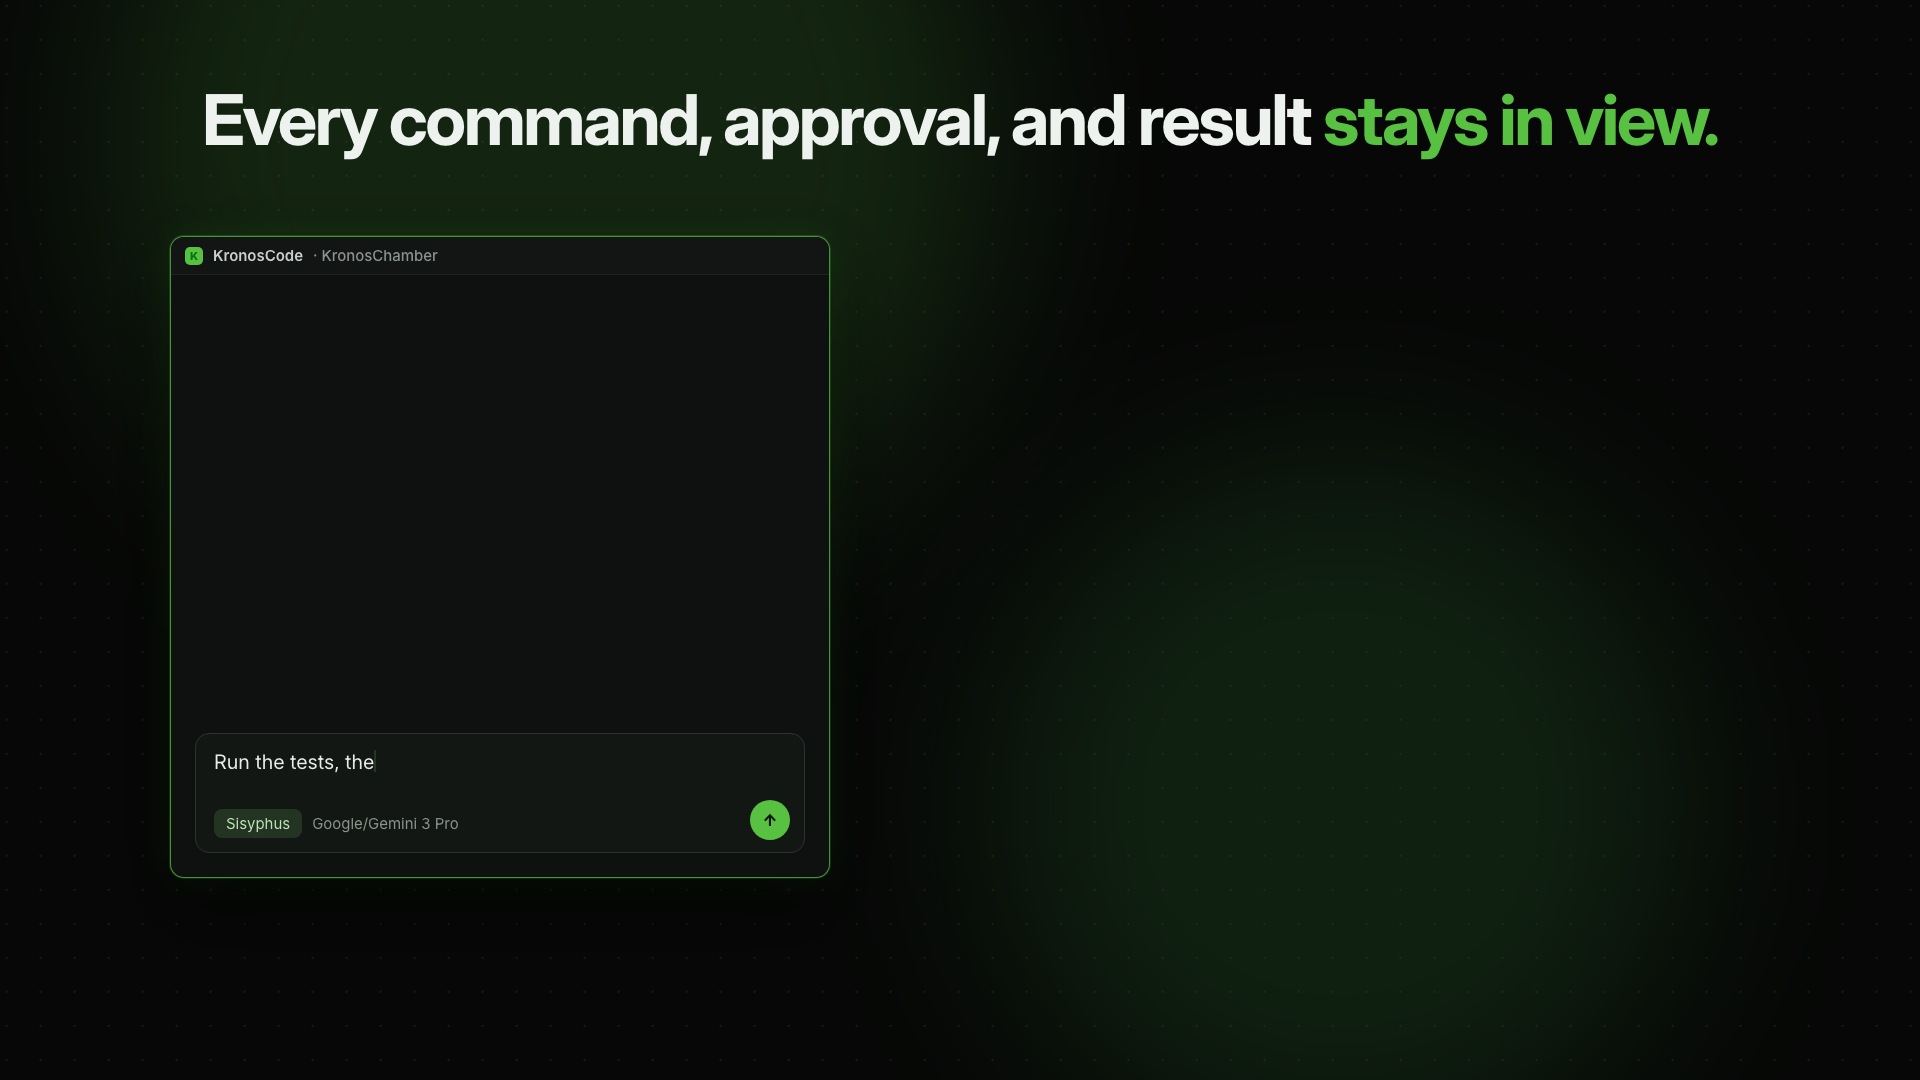 Every command, approval, and result stays in view.
K KronosCode · KronosChamber
Run the tests, the
Sisyphus Google/Gemini 3 Pro